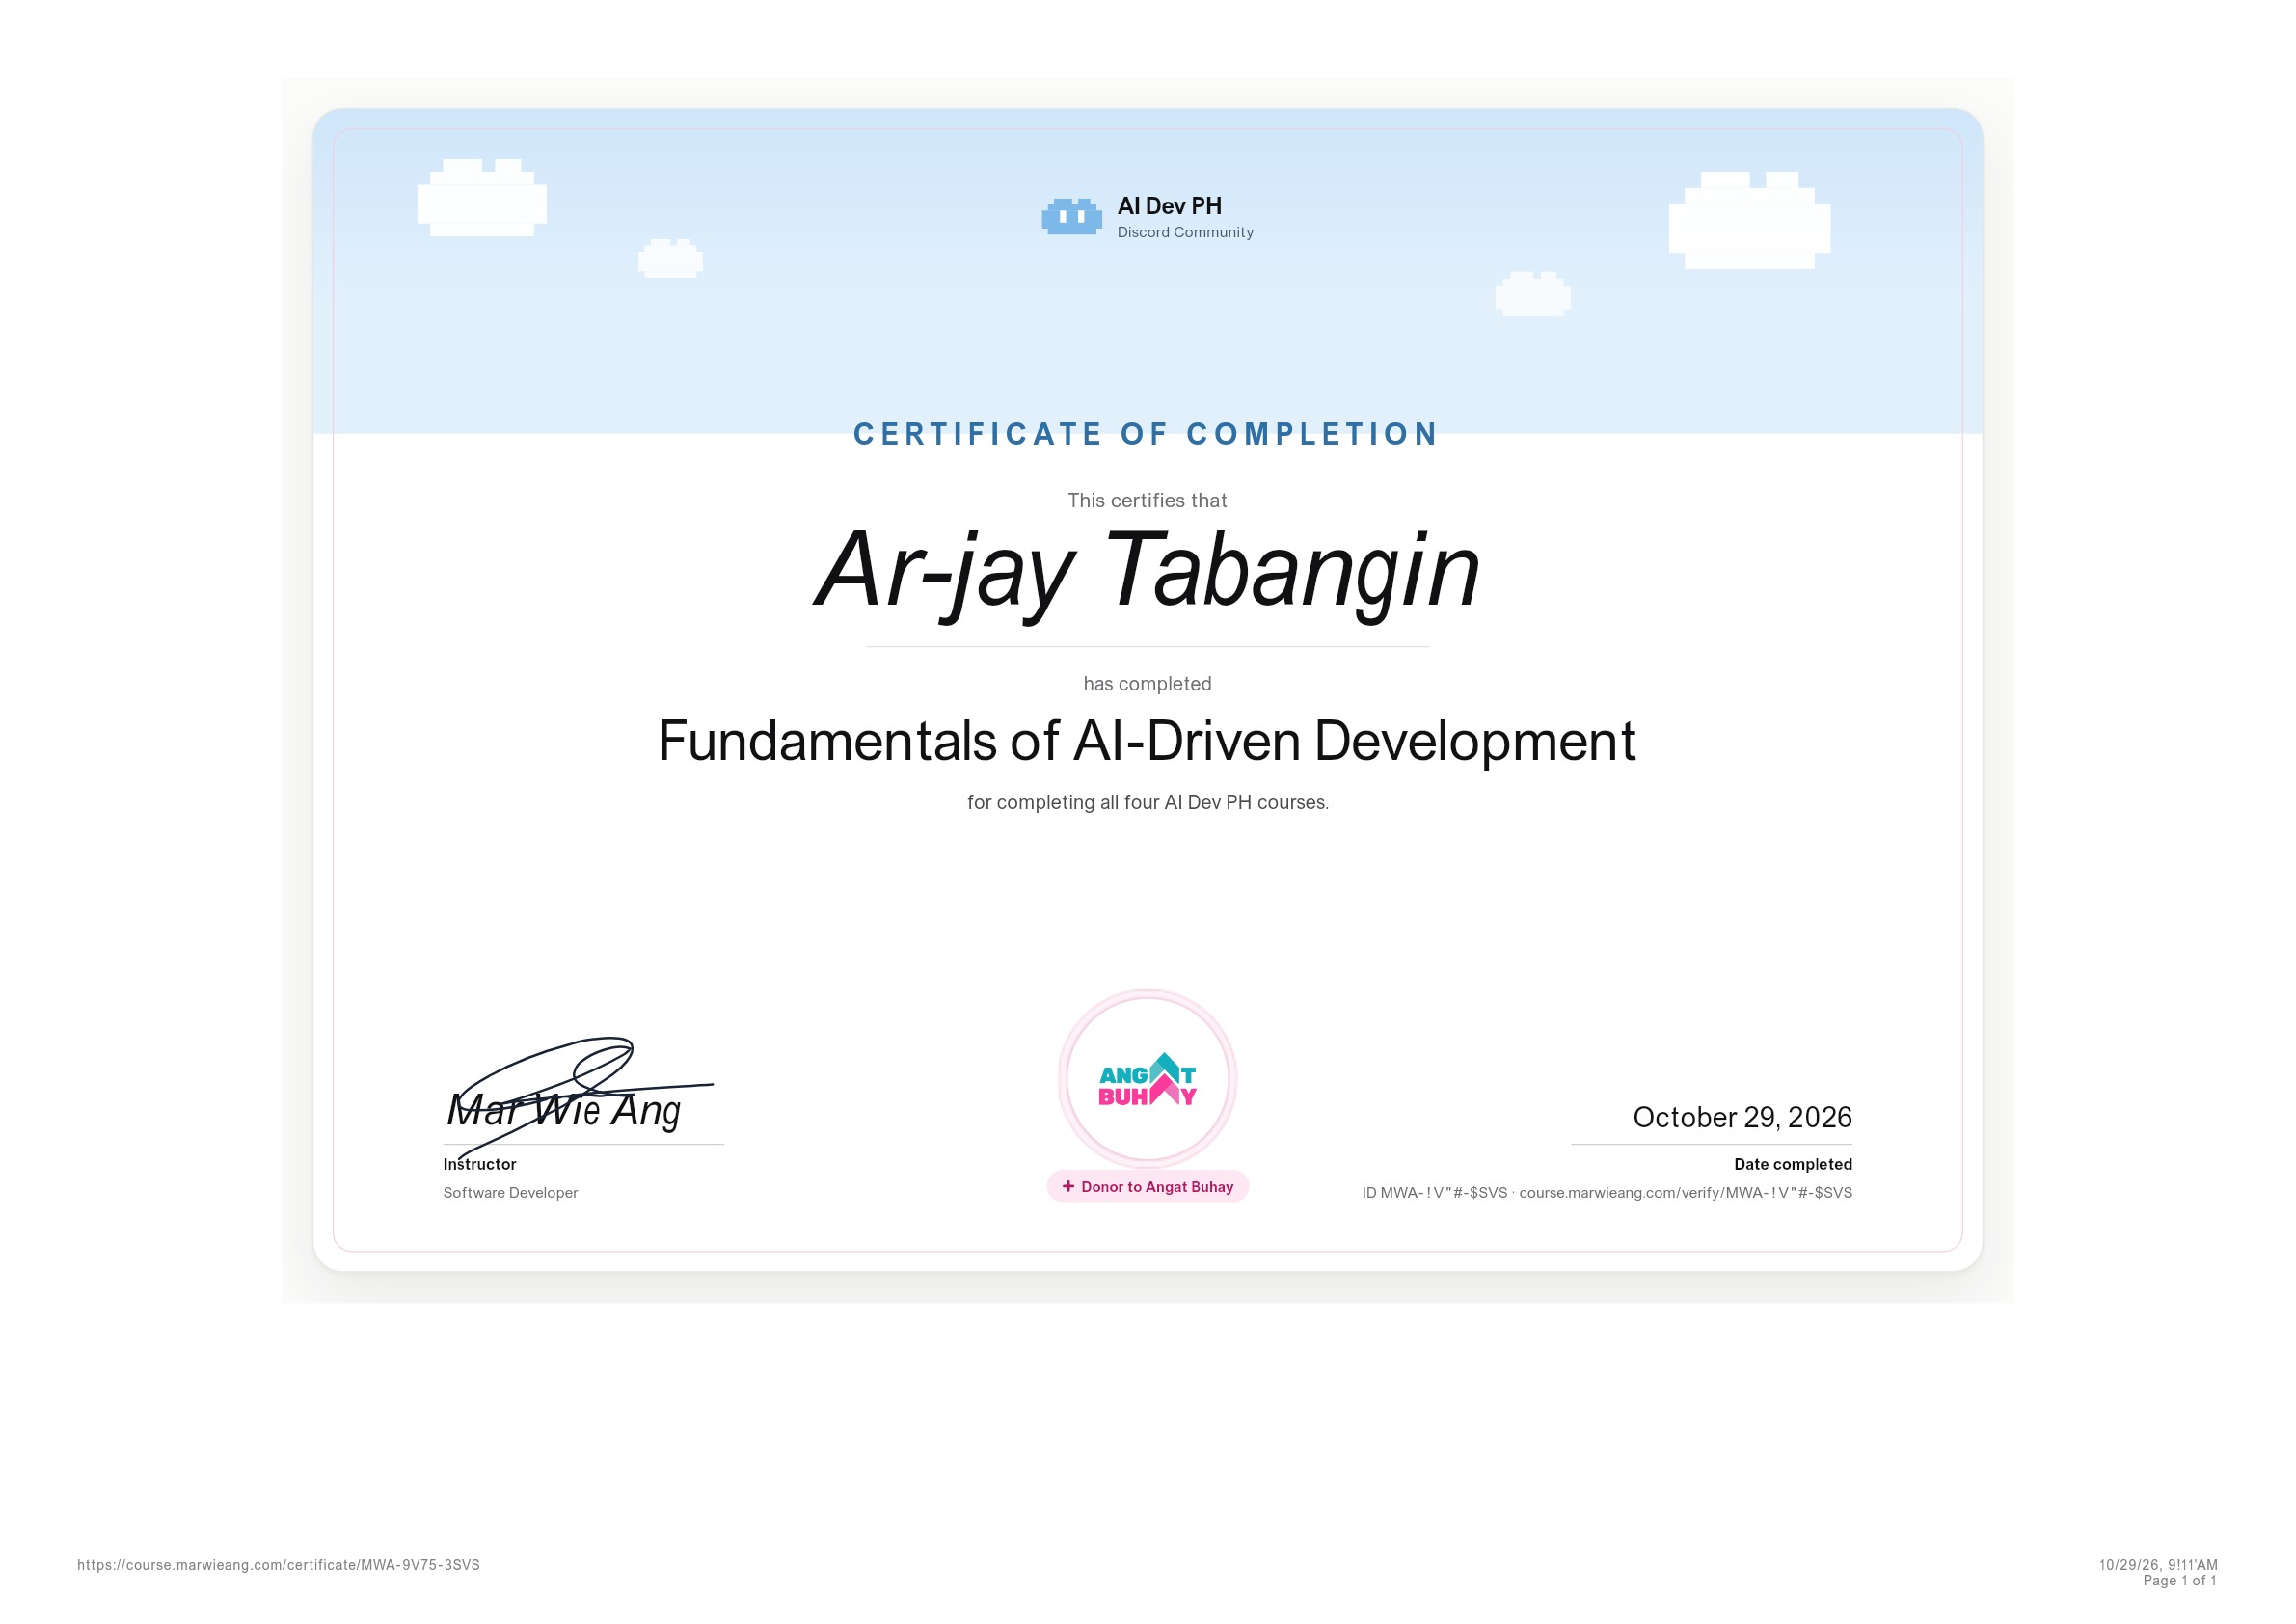 AI Dev PH
Discord Community
CERTIFICATE OF COMPLETION
This certifies that
Ar-jay Tabangin
has completed
Fundamentals of AI-Driven Development
for completing all four AI Dev PH courses.
Mar Wie Ang
Instructor
Software Developer
ANGAT
BUHAY
+ Donor to Angat Buhay
October 29, 2026
Date completed
ID MWA-!V"#-$SVS · course.marwieang.com/verify/MWA-!V"#-$SVS
https://course.marwieang.com/certificate/MWA-9V75-3SVS
10/29/26, 9!11'AM
Page 1 of 1